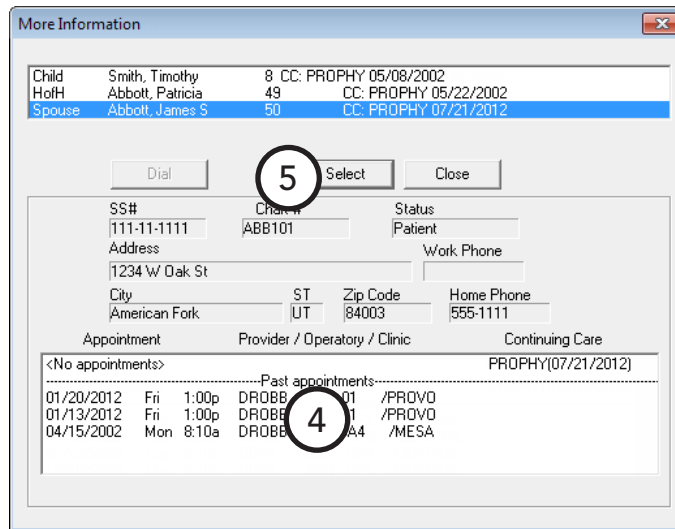 More Information
Child Smith, Timothy 8 CC: PROPHY 05/08/2002
HofH Abbott, Patricia 49 CC: PROPHY 05/22/2002
Spouse Abbott, James S 50 CC: PROPHY 07/21/2012
Dial 5 Select Close
SS# Chart # Status
111-11-1111 ABB101 Patient
Address Work Phone
1234 W Oak St
City ST Zip Code Home Phone
American Fork UT 84003 555-1111
Appointment Provider / Operatory / Clinic Continuing Care
<No appointments> PROPHY(07/21/2012)
Past appointments
01/20/2012 Fri 1:00p DROBB 01 /PROVO
01/13/2012 Fri 1:00p DROBB /PROVO
04/15/2002 Mon 8:10a DROBB /MESA
4